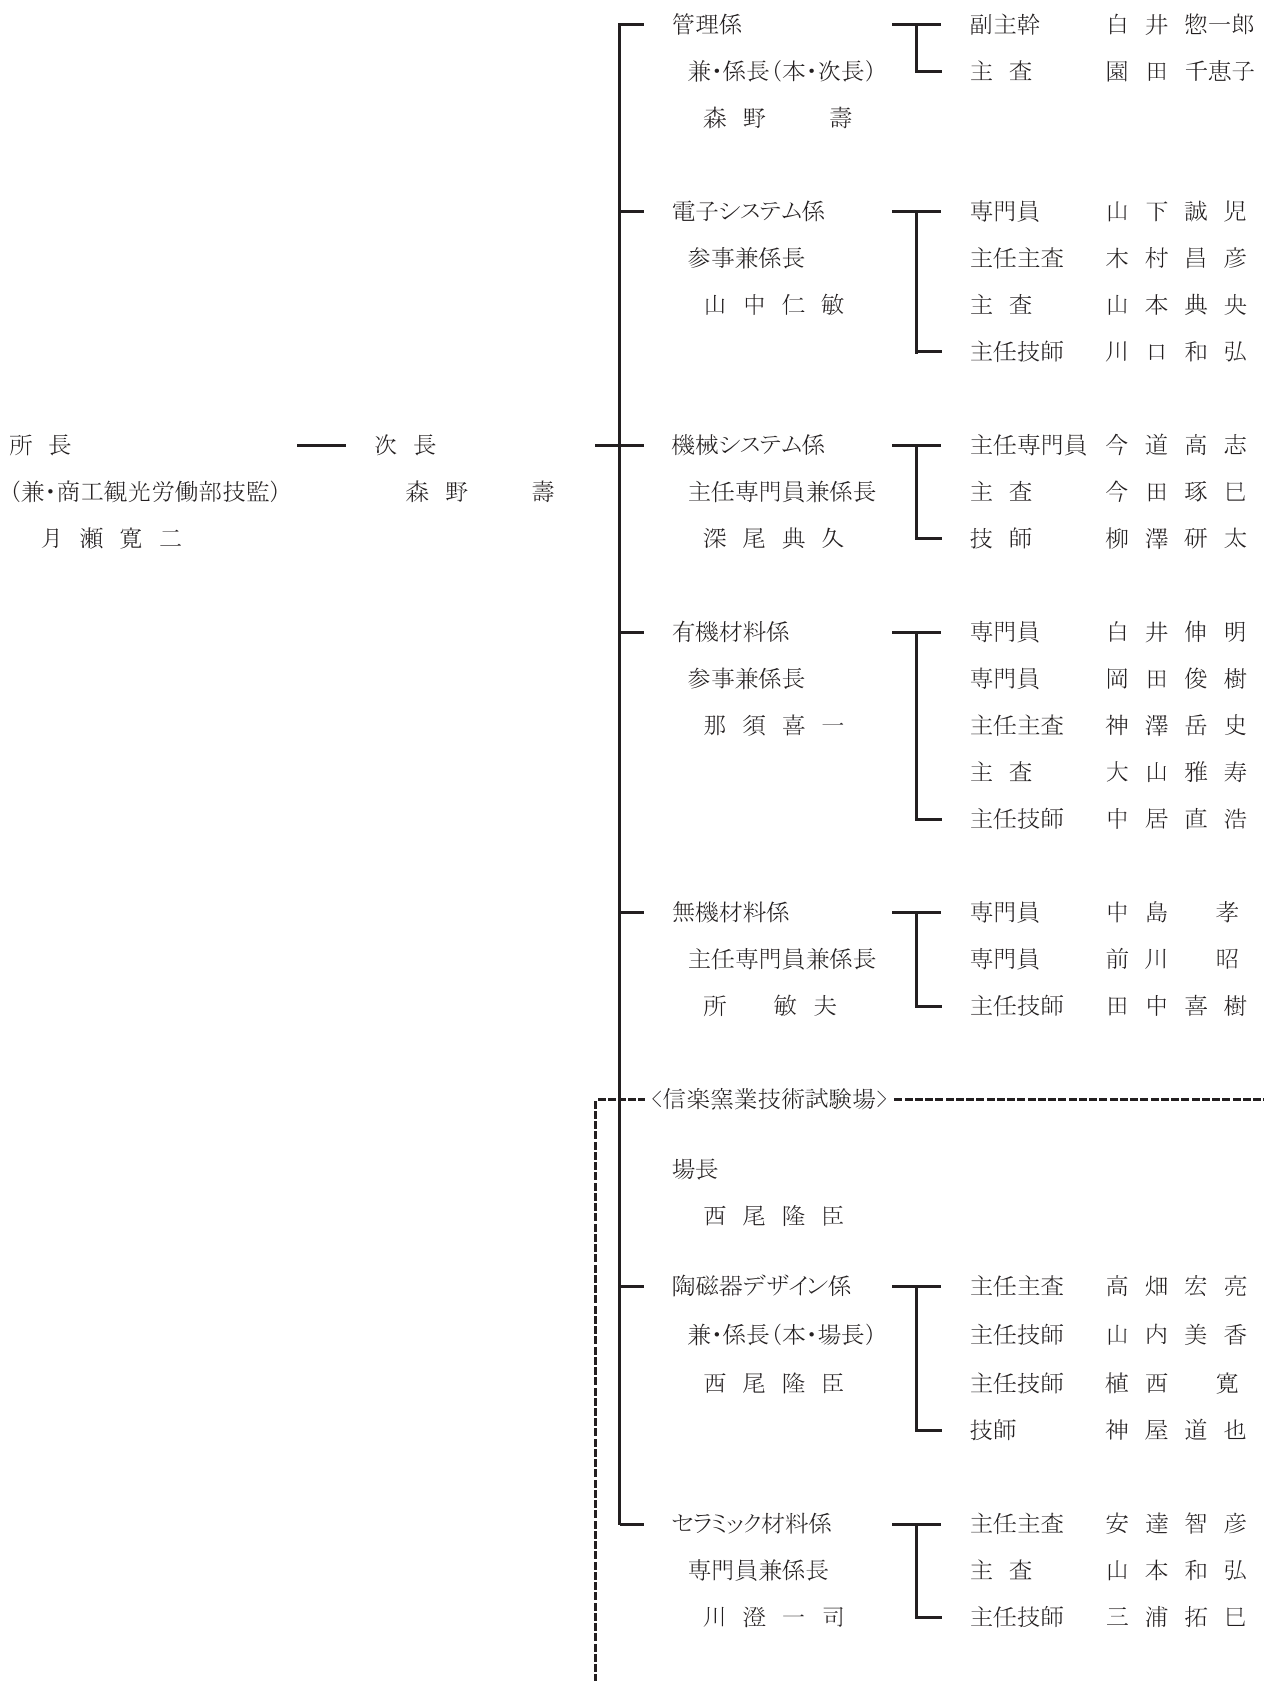 所 長
（兼・商工観光労働部技監）
月 瀬 寛 二
次 長
森 野 壽
管理係
兼・係長（本・次長）
森 野 壽
副主幹 白 井 惣一郎
主 査 園 田 千恵子
電子システム係
参事兼係長
山 中 仁 敏
専門員 山 下 誠 児
主任主査 木 村 昌 彦
主 査 山 本 典 央
主任技師 川 口 和 弘
機械システム係
主任専門員兼係長
深 尾 典 久
主任専門員 今 道 高 志
主 査 今 田 琢 巳
技 師 柳 澤 研 太
有機材料係
参事兼係長
那 須 喜 一
専門員 白 井 伸 明
専門員 岡 田 俊 樹
主任主査 神 澤 岳 史
主 査 大 山 雅 寿
主任技師 中 居 直 浩
無機材料係
主任専門員兼係長
所 敏 夫
専門員 中 島 孝
専門員 前 川 昭
主任技師 田 中 喜 樹
〈信楽窯業技術試験場〉
場長
西 尾 隆 臣
陶磁器デザイン係
兼・係長（本・場長）
西 尾 隆 臣
主任主査 高 畑 宏 亮
主任技師 山 内 美 香
主任技師 植 西 寛
技師 神 屋 道 也
セラミック材料係
専門員兼係長
川 澄 一 司
主任主査 安 達 智 彦
主 査 山 本 和 弘
主任技師 三 浦 拓 巳